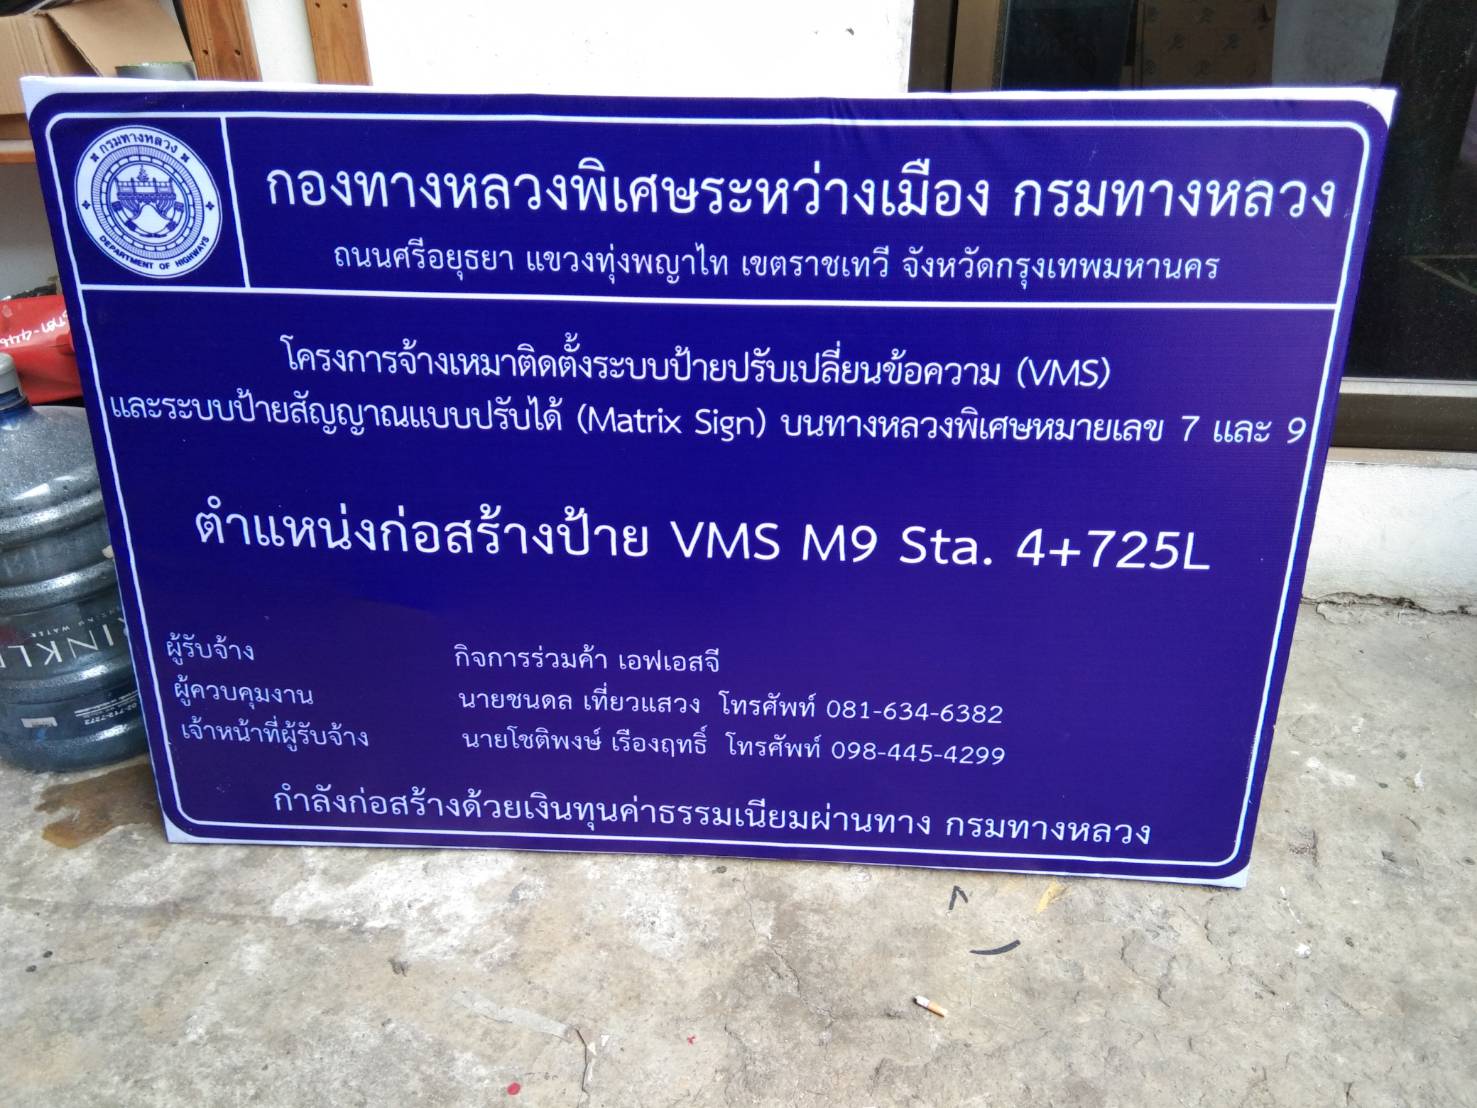 กรมทางหลวง
DEPARTMENT OF HIGHWAYS
กองทางหลวงพิเศษระหว่างเมือง กรมทางหลวง
ถนนศรีอยุธยา แขวงทุ่งพญาไท เขตราชเทวี จังหวัดกรุงเทพมหานคร
โครงการจ้างเหมาติดตั้งระบบป้ายปรับเปลี่ยนข้อความ (VMS)
และระบบป้ายสัญญาณแบบปรับได้ (Matrix Sign) บนทางหลวงพิเศษหมายเลข 7 และ 9
ตำแหน่งก่อสร้างป้าย VMS M9 Sta. 4+725L
ผู้รับจ้าง กิจการร่วมค้า เอฟเอสจี
ผู้ควบคุมงาน นายชนดล เที่ยวแสวง โทรศัพท์ 081-634-6382
เจ้าหน้าที่ผู้รับจ้าง นายโชติพงษ์ เรืองฤทธิ์ โทรศัพท์ 098-445-4299
กำลังก่อสร้างด้วยเงินทุนค่าธรรมเนียมผ่านทาง กรมทางหลวง